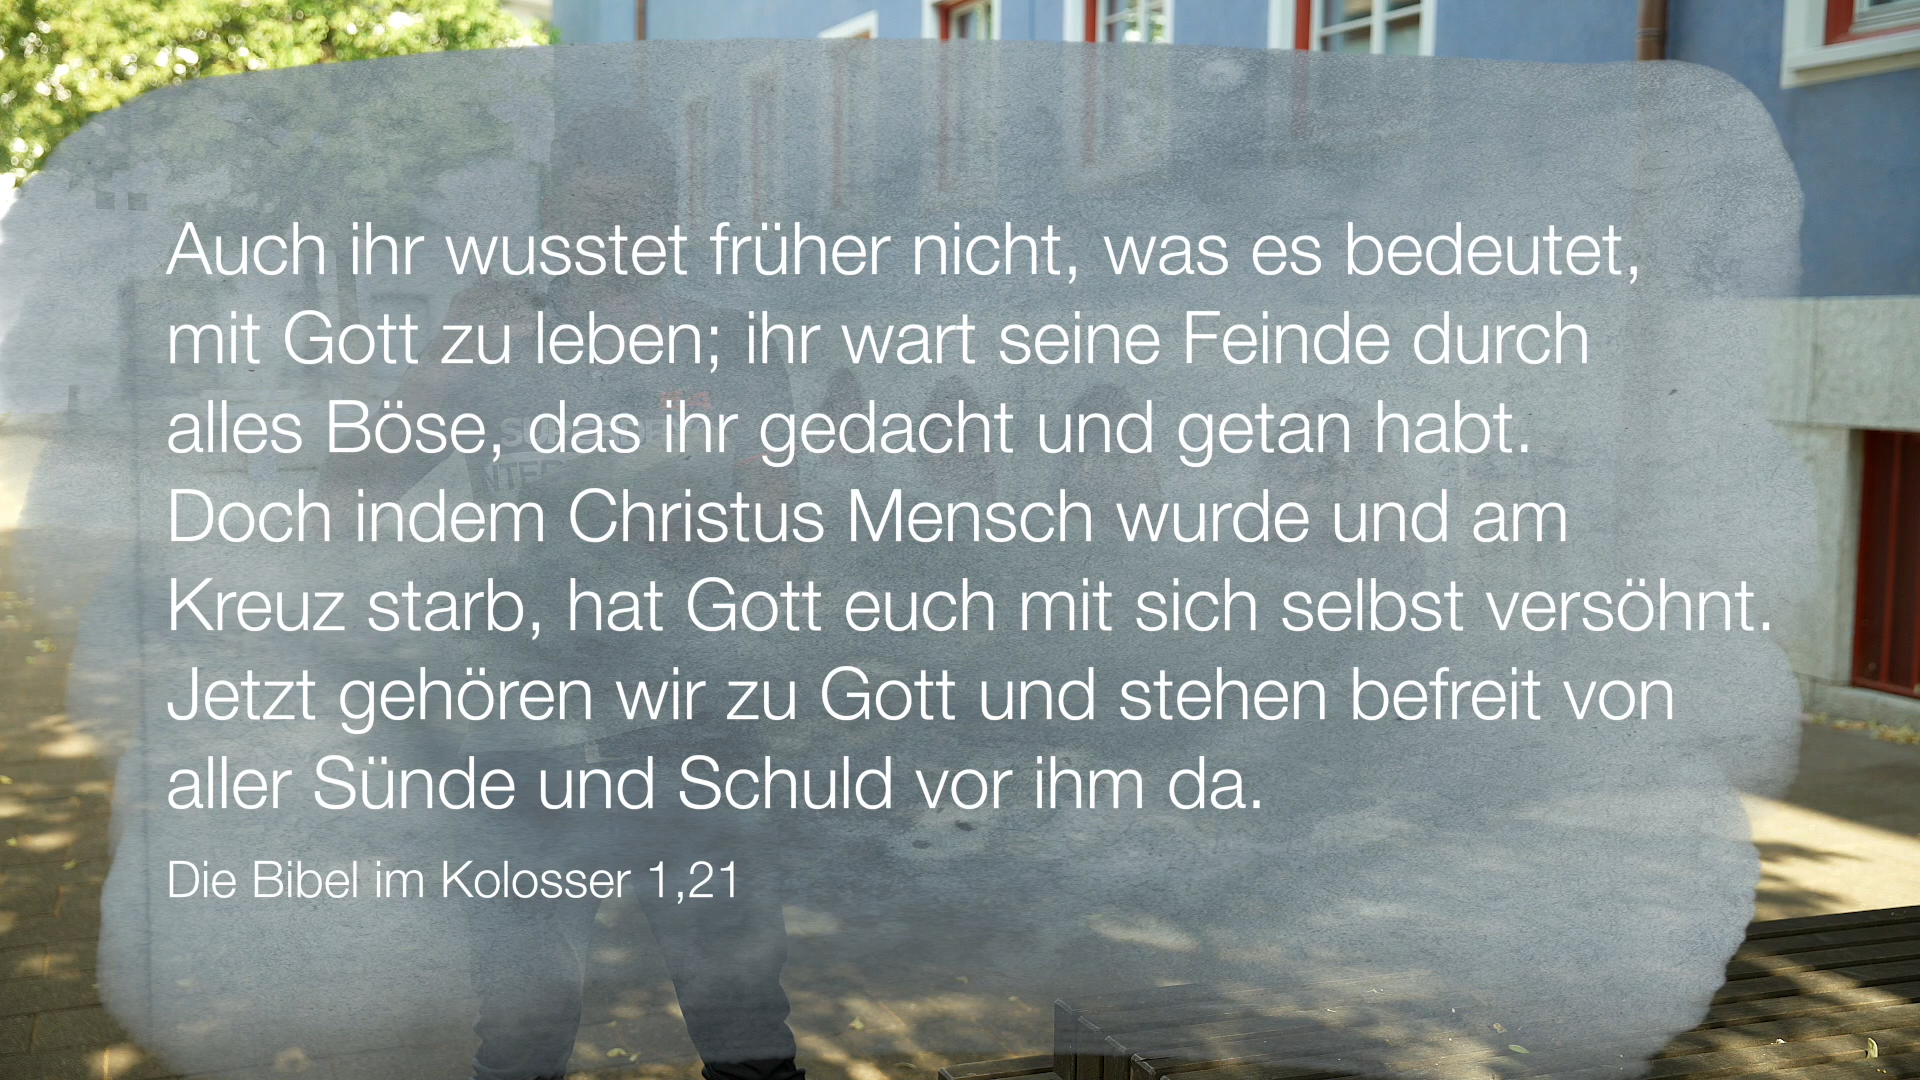 Auch ihr wusstet früher nicht, was es bedeutet,
mit Gott zu leben; ihr wart seine Feinde durch
alles Böse, das ihr gedacht und getan habt.
Doch indem Christus Mensch wurde und am
Kreuz starb, hat Gott euch mit sich selbst versöhnt.
Jetzt gehören wir zu Gott und stehen befreit von
aller Sünde und Schuld vor ihm da.
Die Bibel im Kolosser 1,21